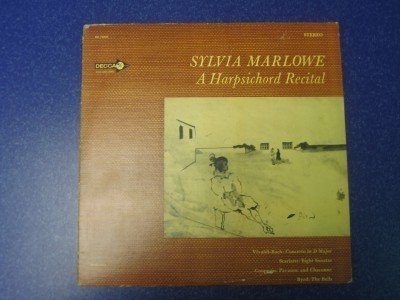 STEREO
SYLVIA MARLOWE
DECCA
A Harpsichord Recital
Vivaldi-Bach: Concerto in D Major
Scarlatti: Eight Sonatas
Couperin: Pavanne and Chaconne
Byrd: The Bells